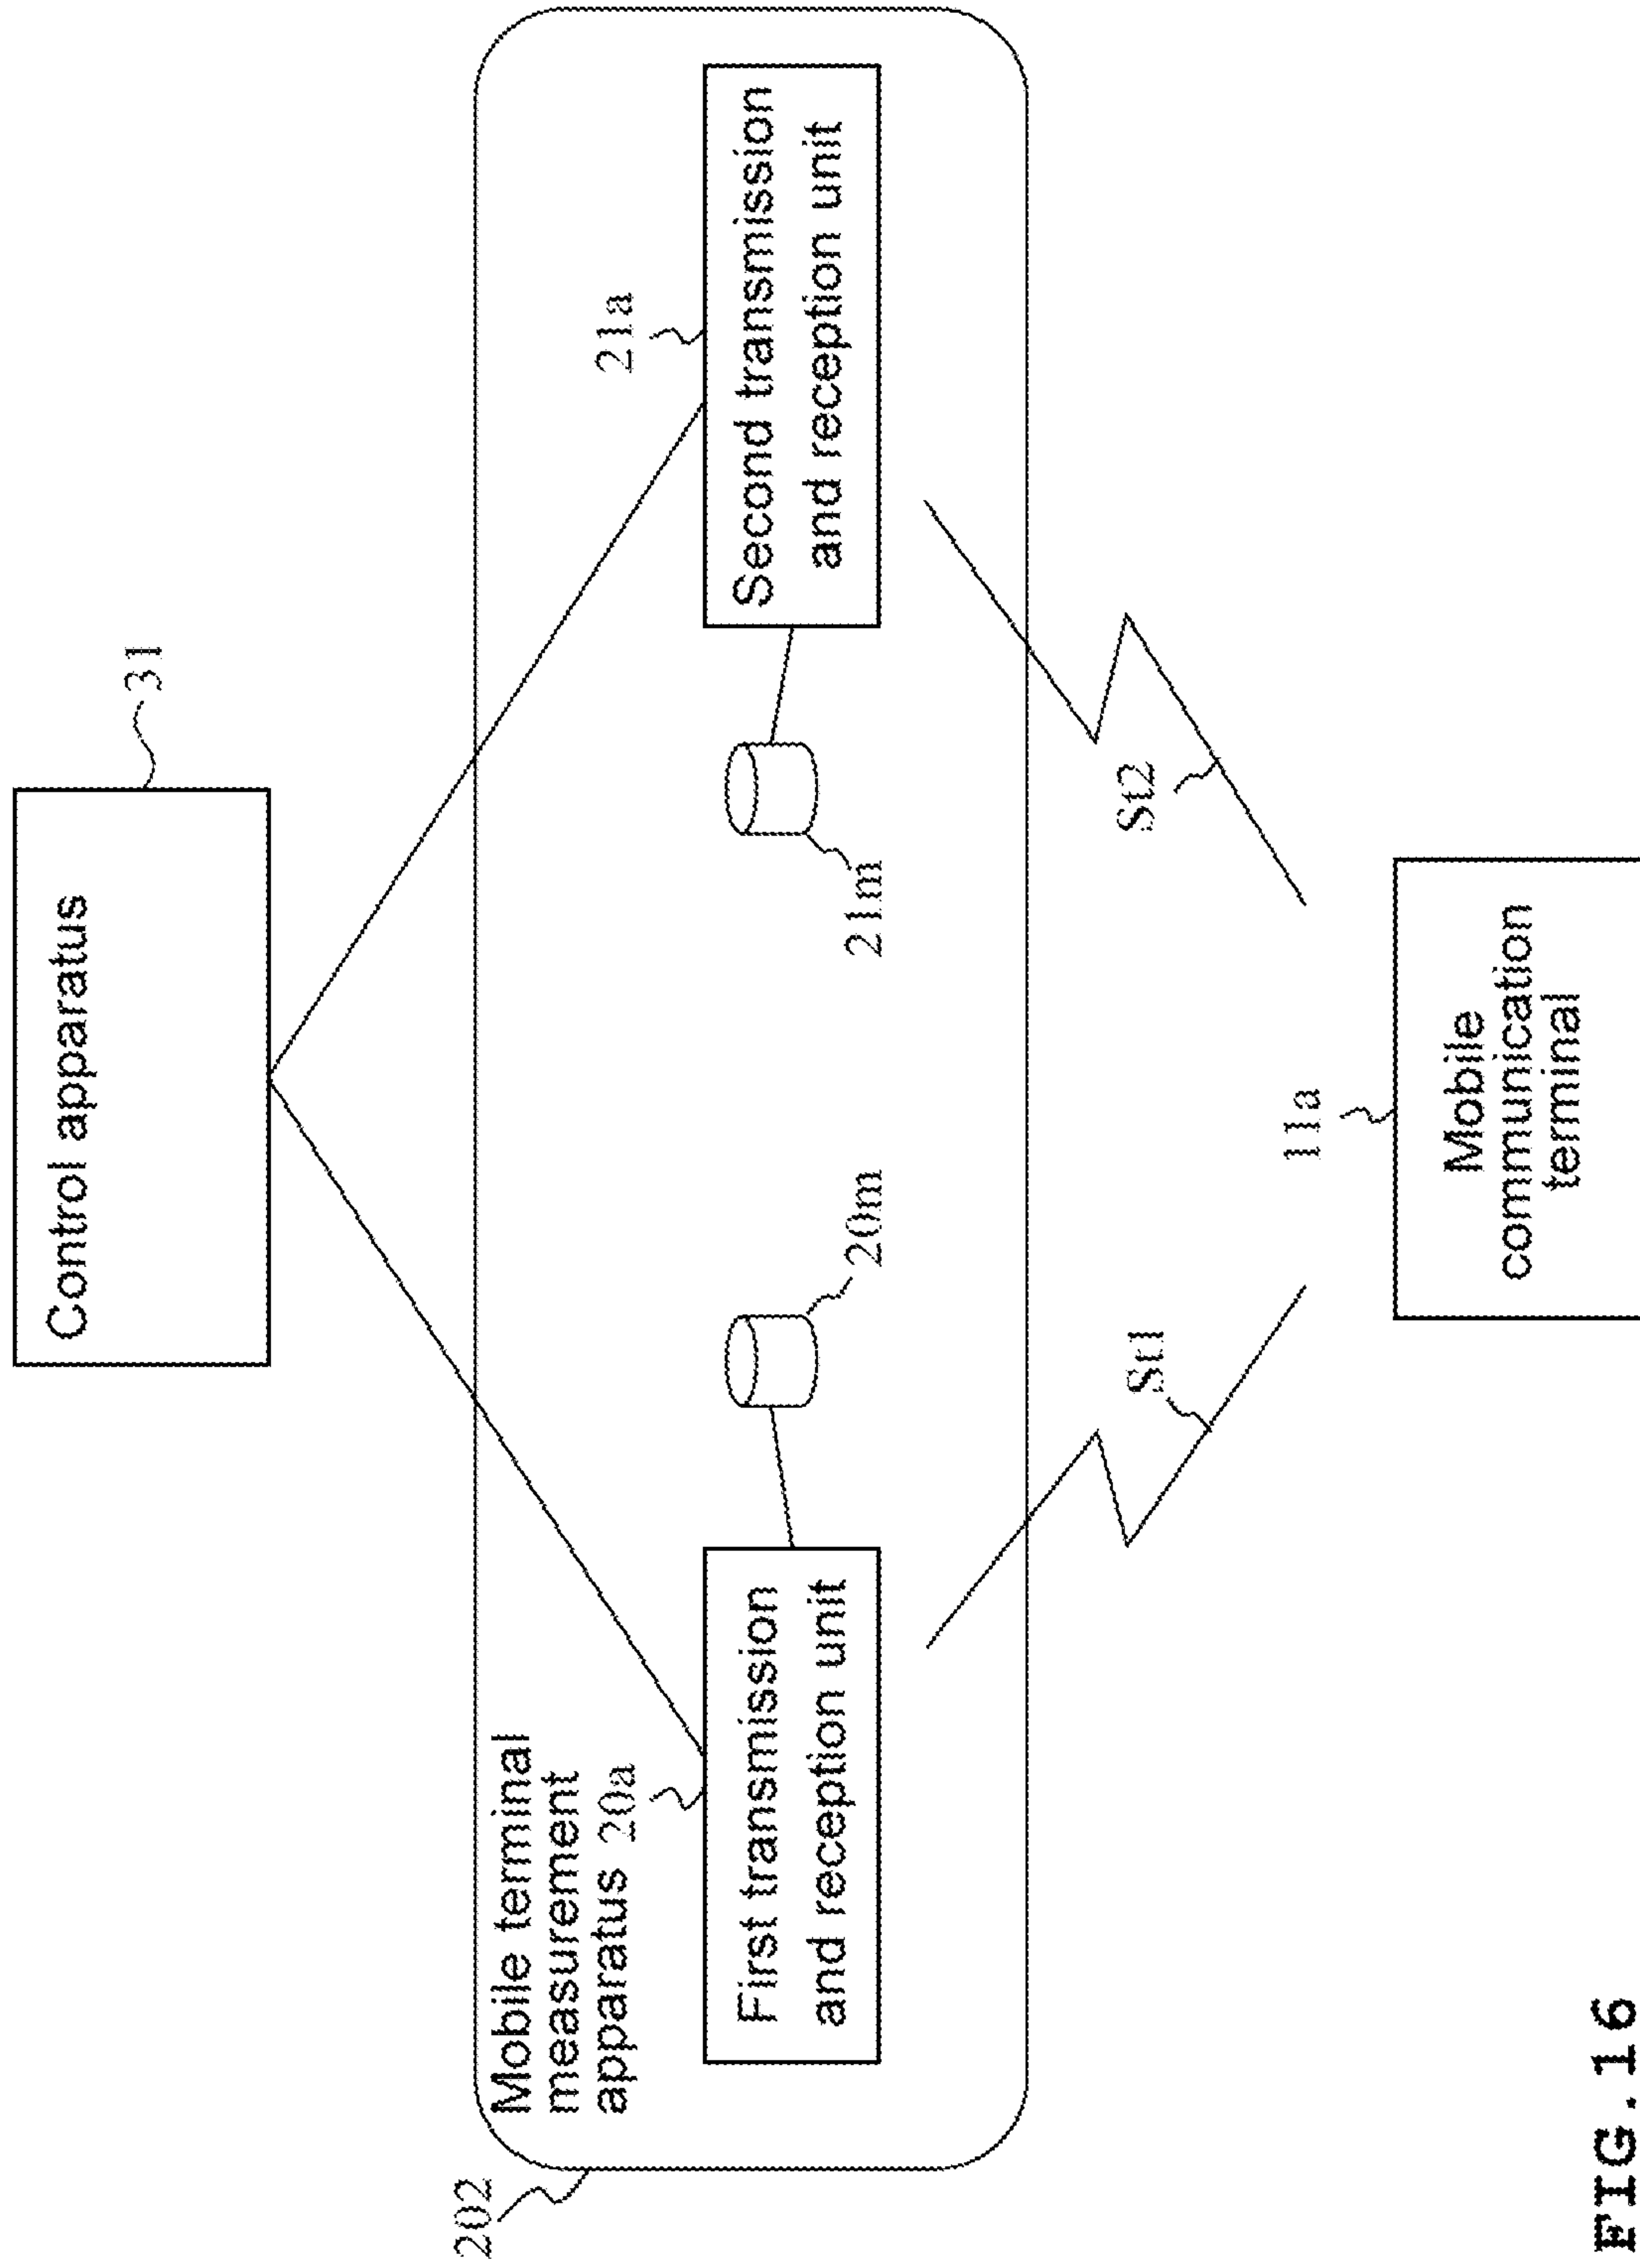 Control apparatus
31
202
Mobile terminal
measurement
apparatus
20a
21a
First transmission
and reception unit
20m
21m
Second transmission
and reception unit
St1
St2
11a
Mobile
communication
terminal
FIG.16